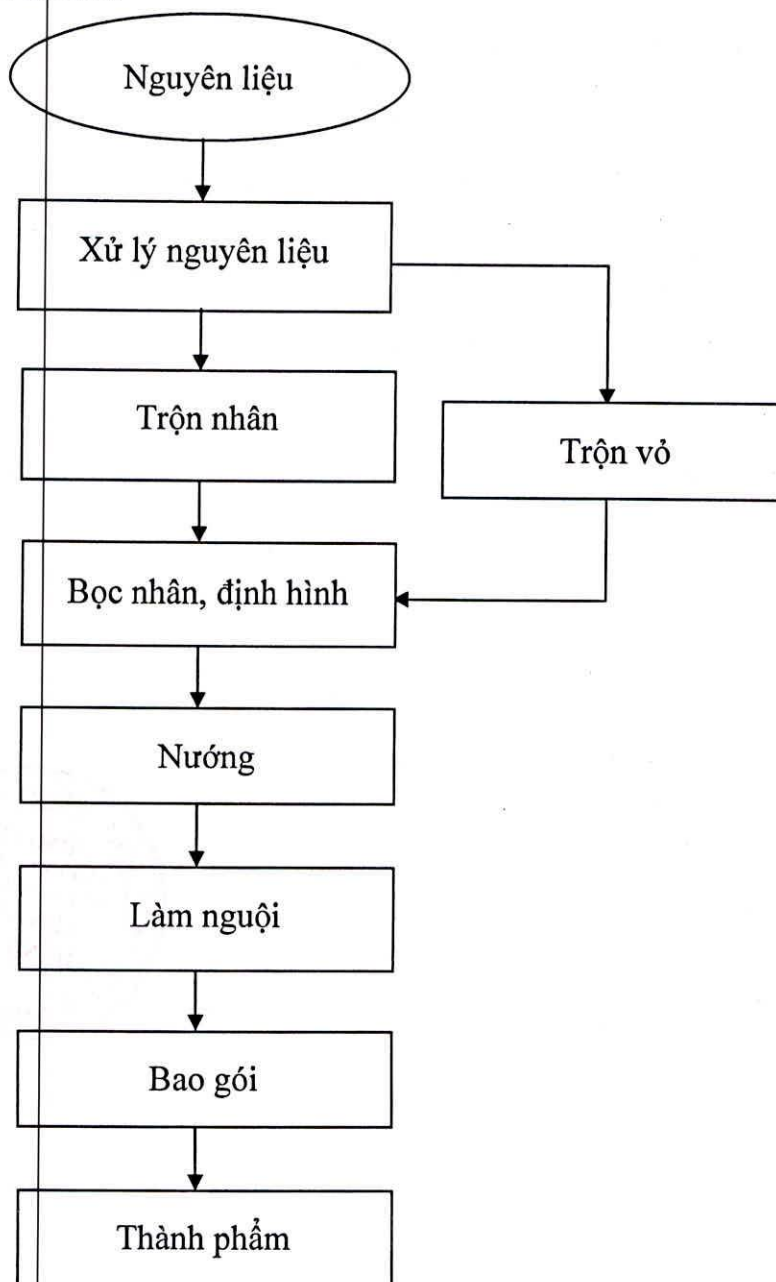 Nguyên liệu
Xử lý nguyên liệu
Trộn nhân
Trộn vỏ
Bọc nhân, định hình
Nướng
Làm nguội
Bao gói
Thành phẩm